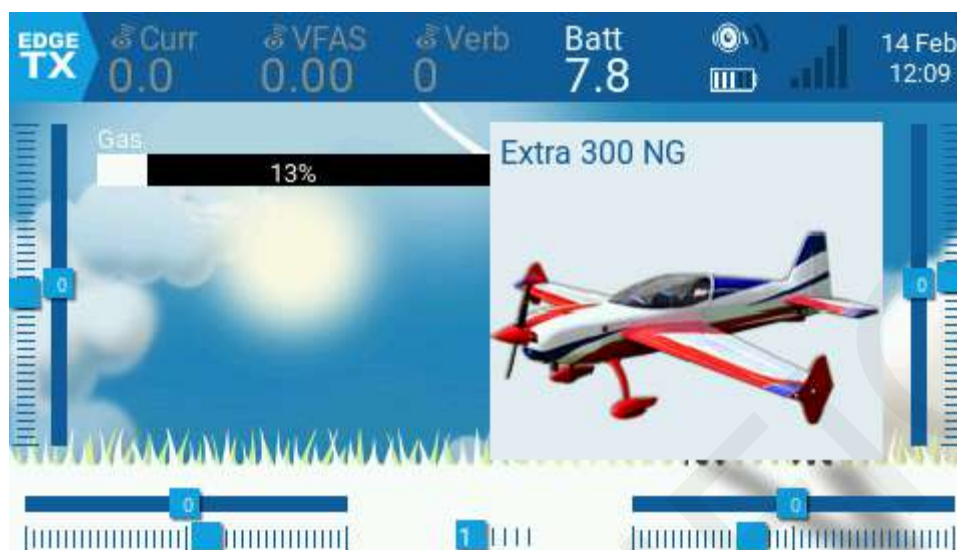 EDGE TX
Curr
0.0
VFAS
0.00
Verb
0
Batt
7.8
14 Feb
12:09
Gas
13%
Extra 300 NG
0
0
0
0
1